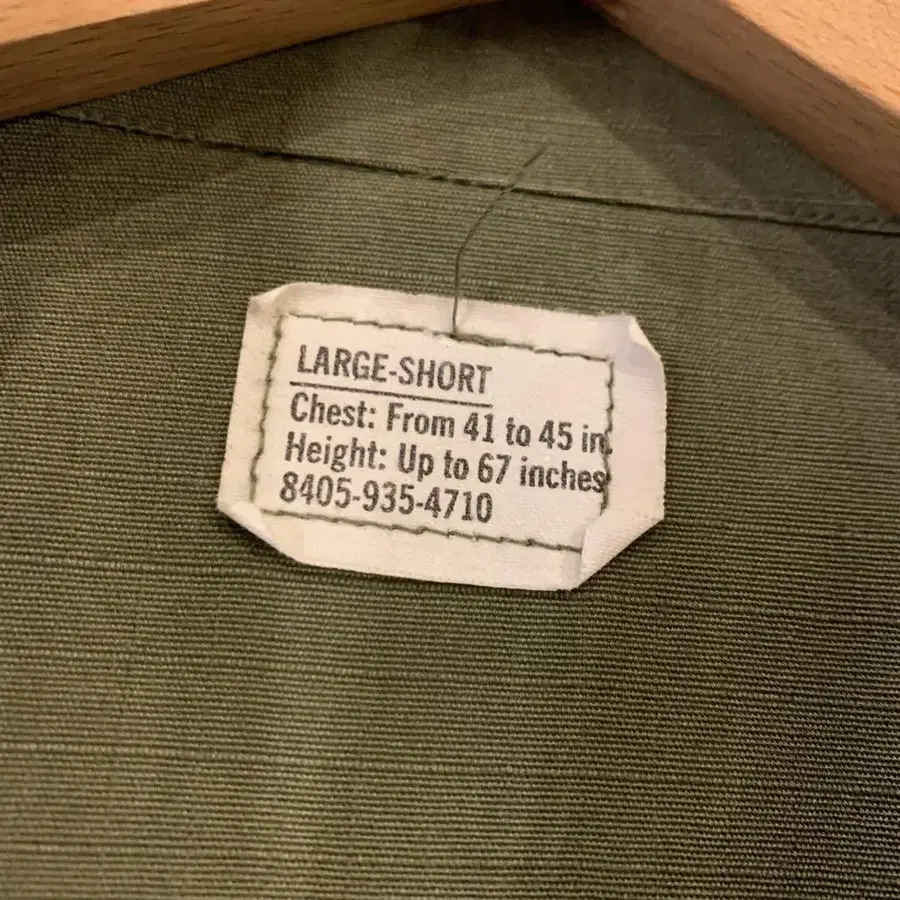 LARGE-SHORT
Chest: From 41 to 45 in.
Height: Up to 67 inches
8405-935-4710